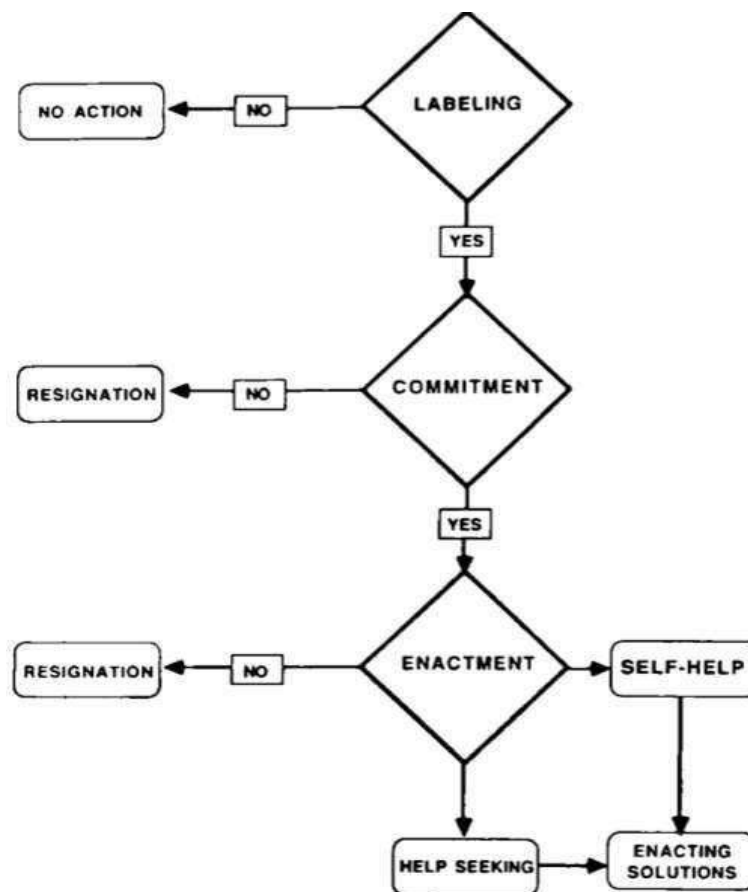 LABELING
NO
NO ACTION
YES
COMMITMENT
NO
RESIGNATION
YES
ENACTMENT
NO
RESIGNATION
SELF-HELP
HELP SEEKING
ENACTING
SOLUTIONS